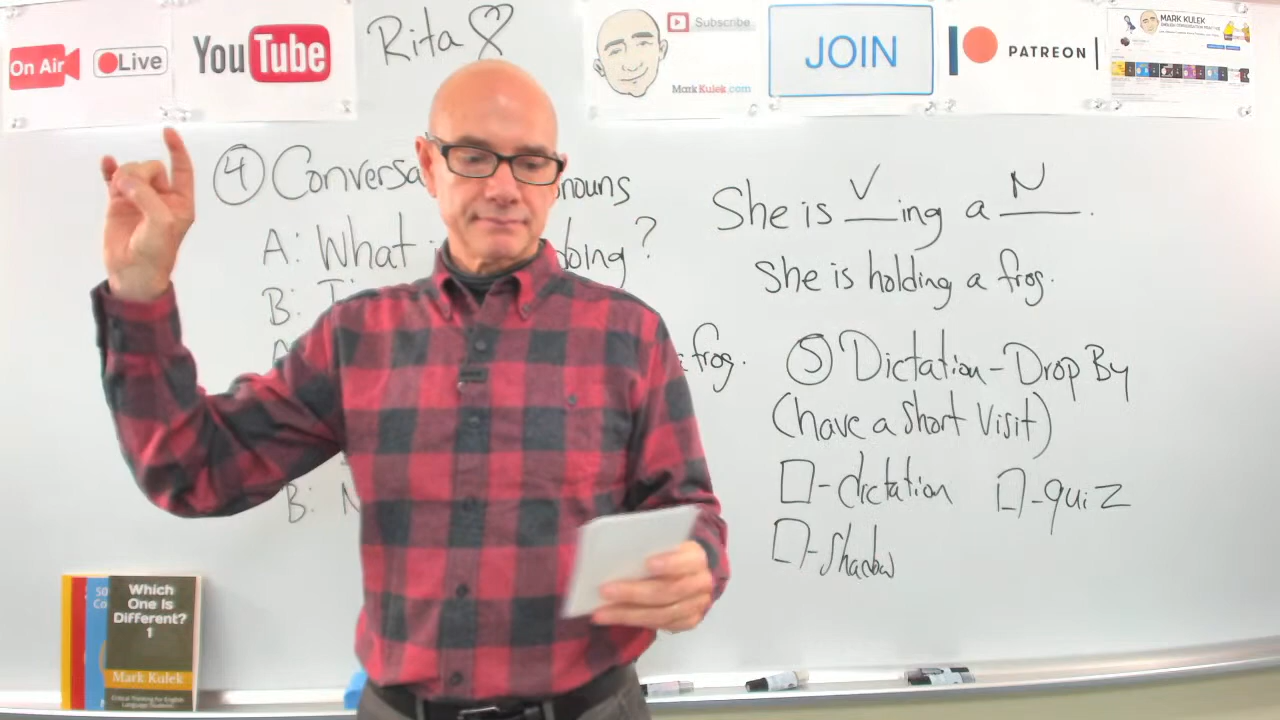 On Air
Live
YouTube
Rita
Subscribe
MarkKulek.com
JOIN
PATREON
MARK KULEK
4 Conversa nouns
A: What doing?
B: I
frog.
B: N
She is V ing a N .
She is holding a frog.
5 Dictation - Drop By
(have a short visit)
- dictation - quiz
- shadow
50
Co
Which
One Is
Different?
1
Mark Kulek
Critical Thinking for English
Language Students